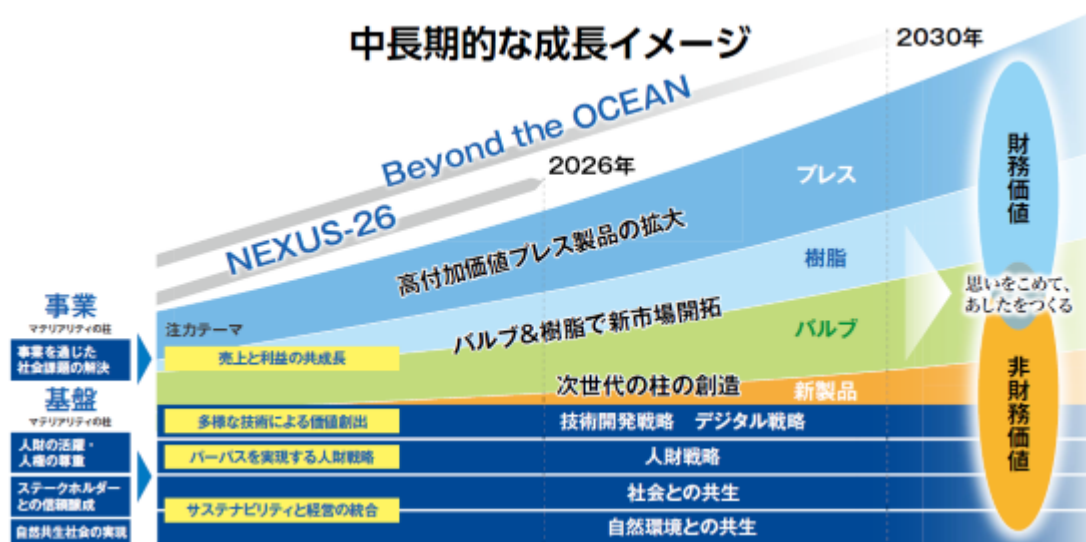 中長期的な成長イメージ
2030年
Beyond the OCEAN
2026年
NEXUS-26
プレス
高付加価値プレス製品の拡大
樹脂
バルブ&樹脂で新市場開拓
バルブ
次世代の柱の創造
新製品
財務価値
思いをこめて、
あしたをつくる
非財務価値
事業
マテリアリティの柱
事業を通じた
社会課題の解決
注力テーマ
売上と利益の共成長
基盤
マテリアリティの柱
多様な技術による価値創出
技術開発戦略 デジタル戦略
人財の活躍・
人権の尊重
パーパスを実現する人財戦略
人財戦略
ステークホルダー
との信頼醸成
サステナビリティと経営の統合
社会との共生
自然共生社会の実現
自然環境との共生